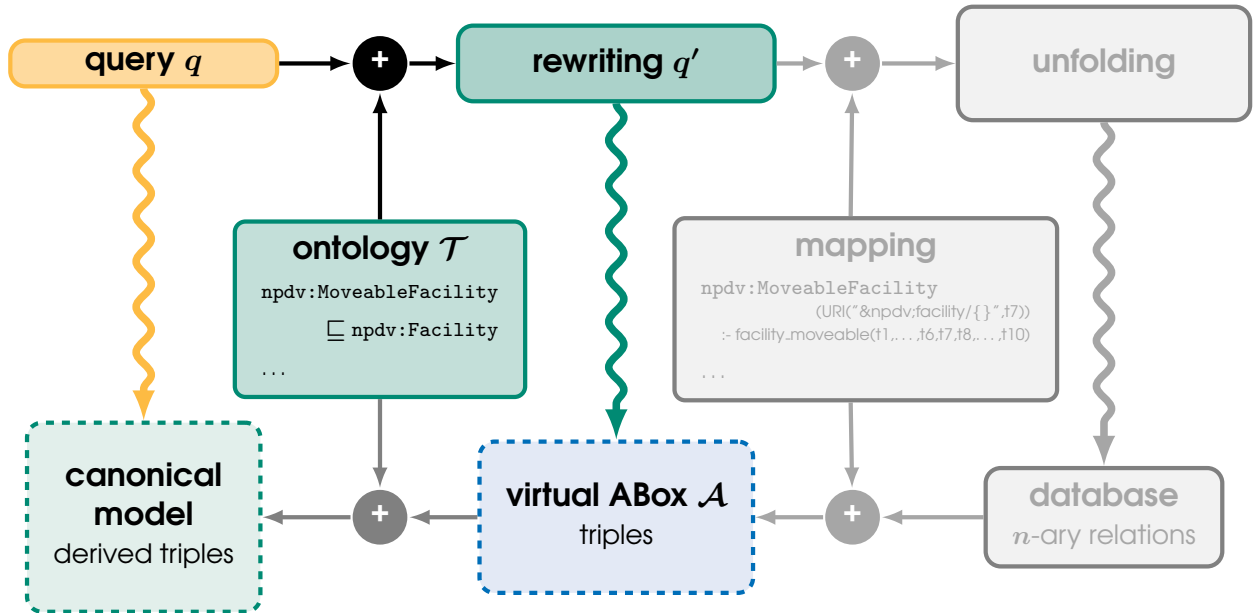 query q
+
rewriting q′
+
unfolding
ontology 𝒯
npdv:MoveableFacility
⊑ npdv:Facility
...
mapping
npdv:MoveableFacility
(URI("&npdv;facility/{}",t7))
:- facility_moveable(t1,...,t6,t7,t8,...,t10)
...
canonical
model
derived triples
+
virtual ABox 𝒜
triples
+
database
n-ary relations